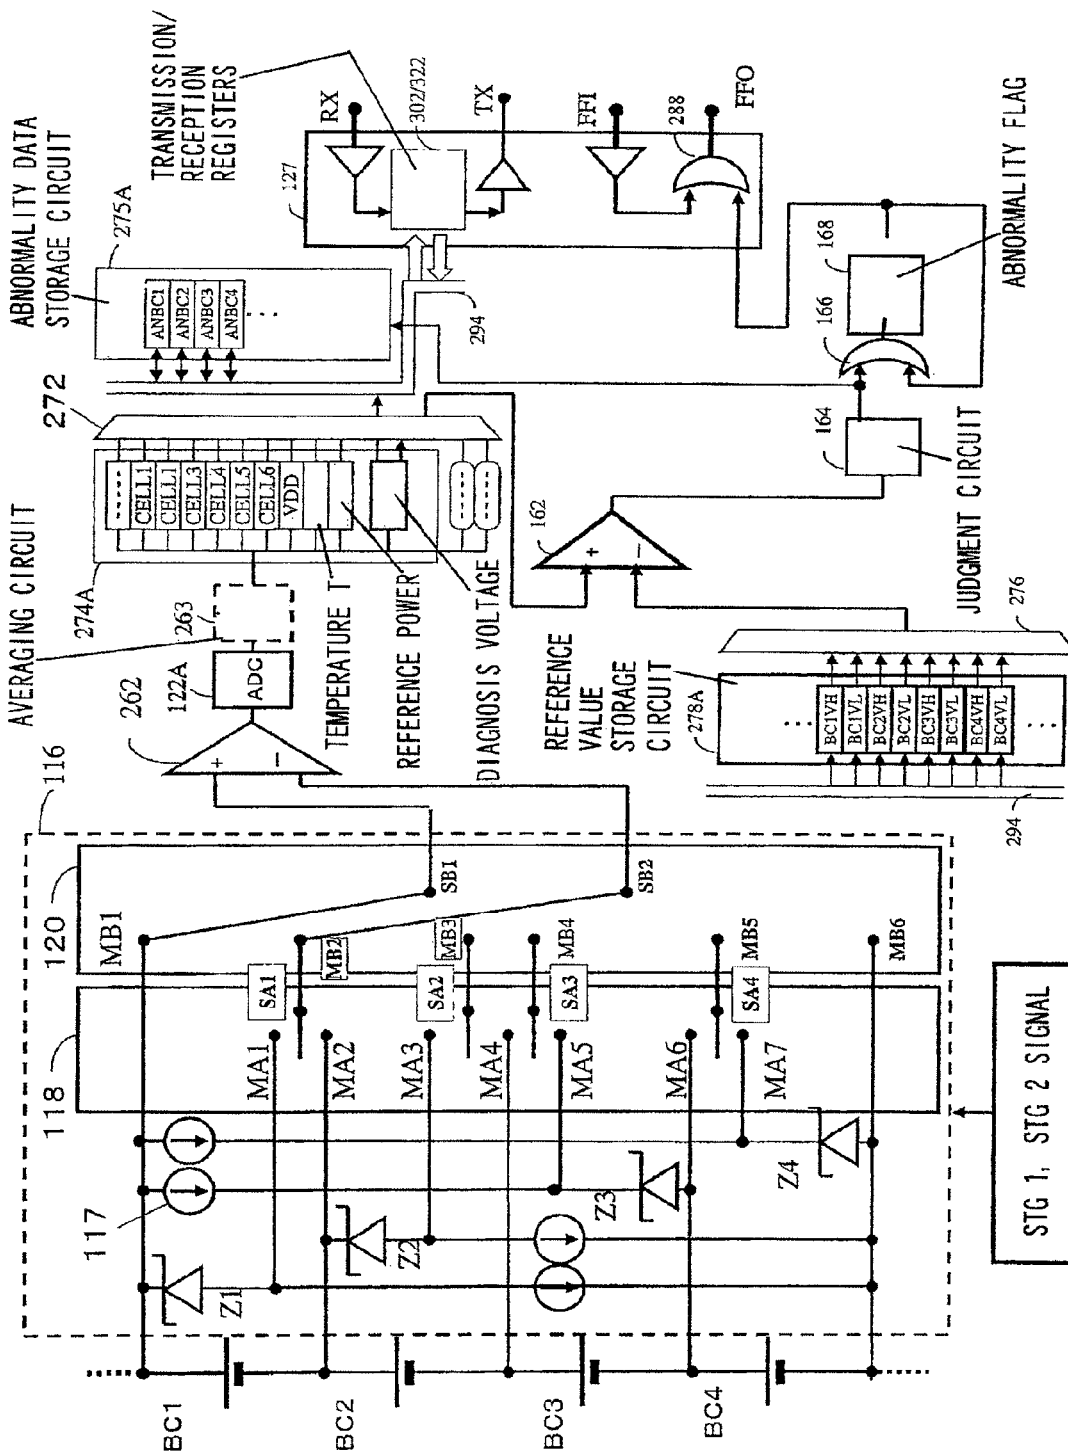 TRANSMISSION/
RECEPTION
REGISTERS
ABNORMALITY DATA
STORAGE CIRCUIT
AVERAGING CIRCUIT
275A
ANBC1
ANBC2
ANBC3
ANBC4
127
302/322
RX
TX
FFI
288
FFO
294
272
274A
CELL1
CELL1
CELL3
CELL4
CELL5
CELL6
VDD
263
122A
ADC
262
+
−
TEMPERATURE T
REFERENCE POWER
DIAGNOSIS VOLTAGE
162
+
−
164
166
168
JUDGMENT CIRCUIT
ABNORMALITY FLAG
REFERENCE
VALUE
STORAGE
CIRCUIT
278A
BC1VH
BC1VL
BC2VH
BC2VL
BC3VH
BC3VL
BC4VH
BC4VL
276
294
116
120
MB1
SB1
SB2
MB2
MB3
MB4
MB5
MB6
SA1
SA2
SA3
SA4
118
MA1
MA2
MA3
MA4
MA5
MA6
MA7
117
Z1
Z2
Z3
Z4
BC1
BC2
BC3
BC4
STG 1, STG 2 SIGNAL